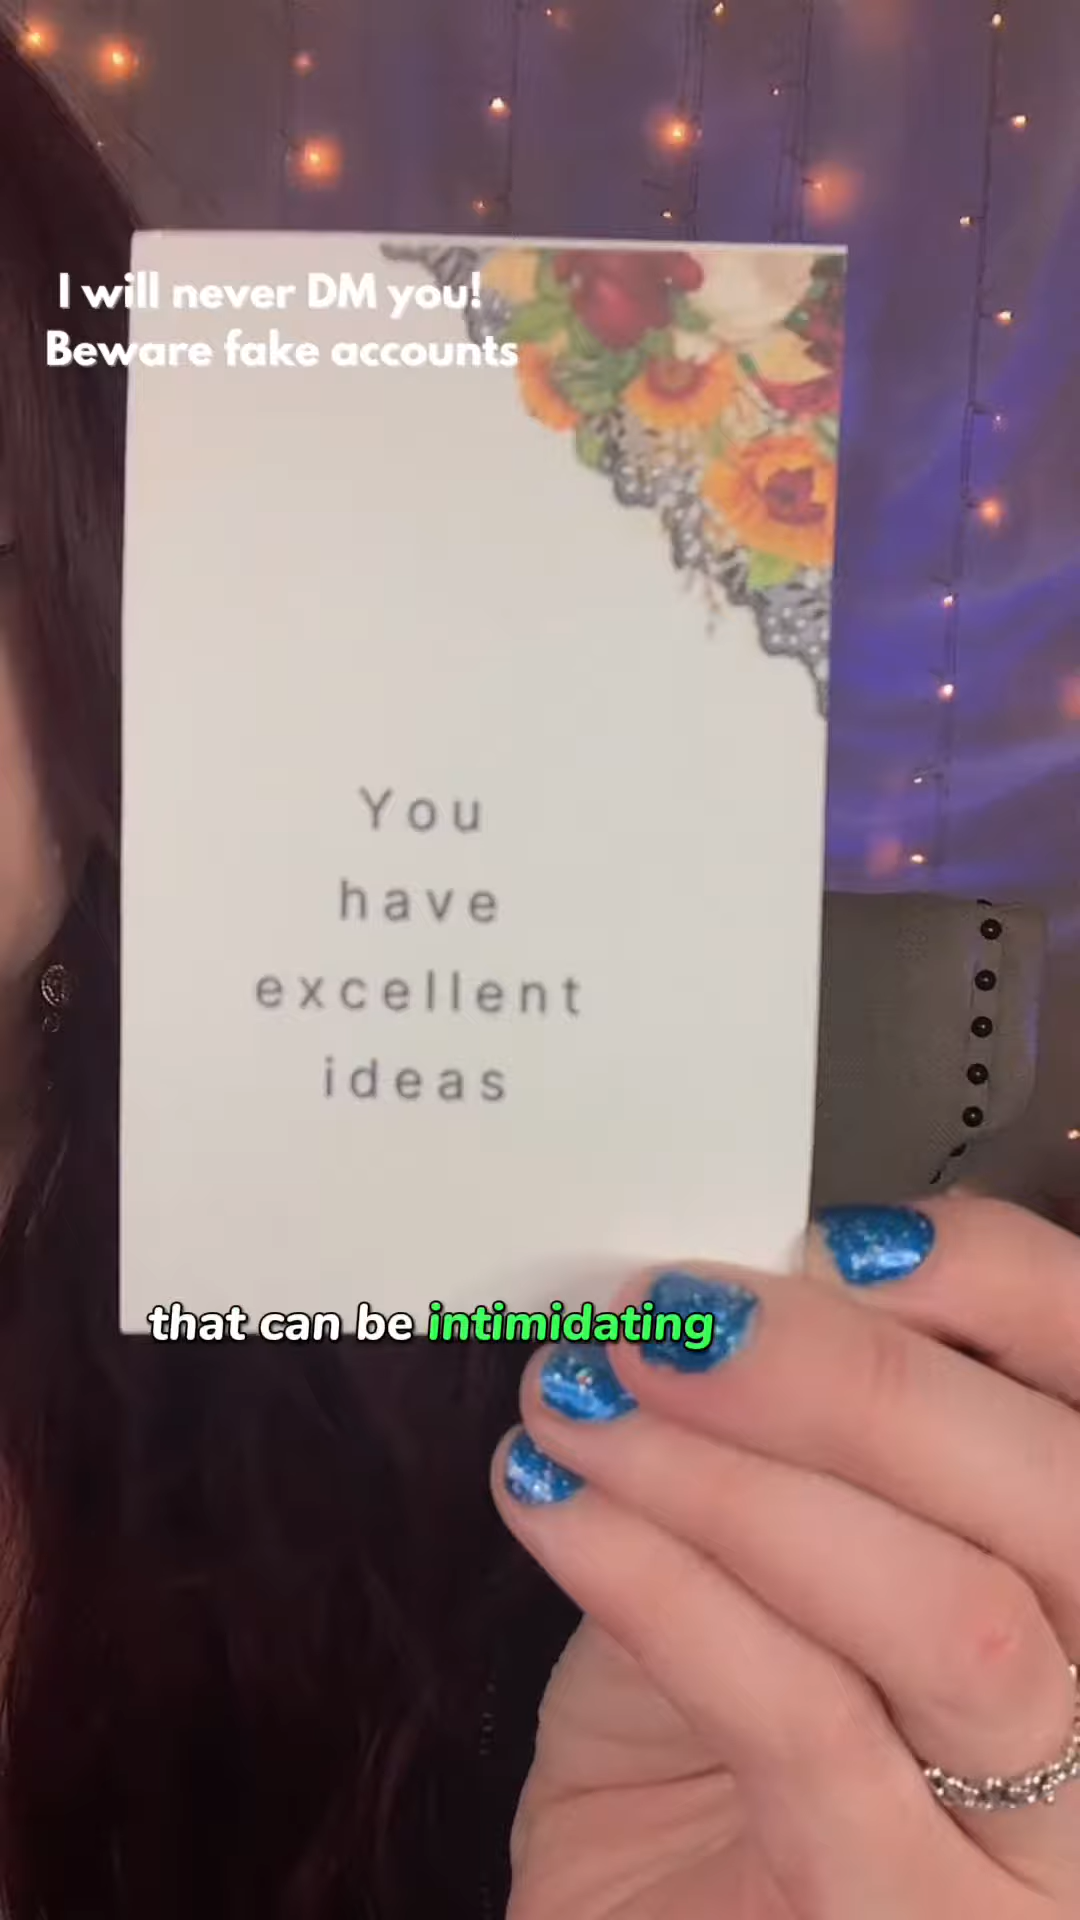 I will never DM you!
Beware fake accounts
You
have
excellent
ideas
that can be intimidating